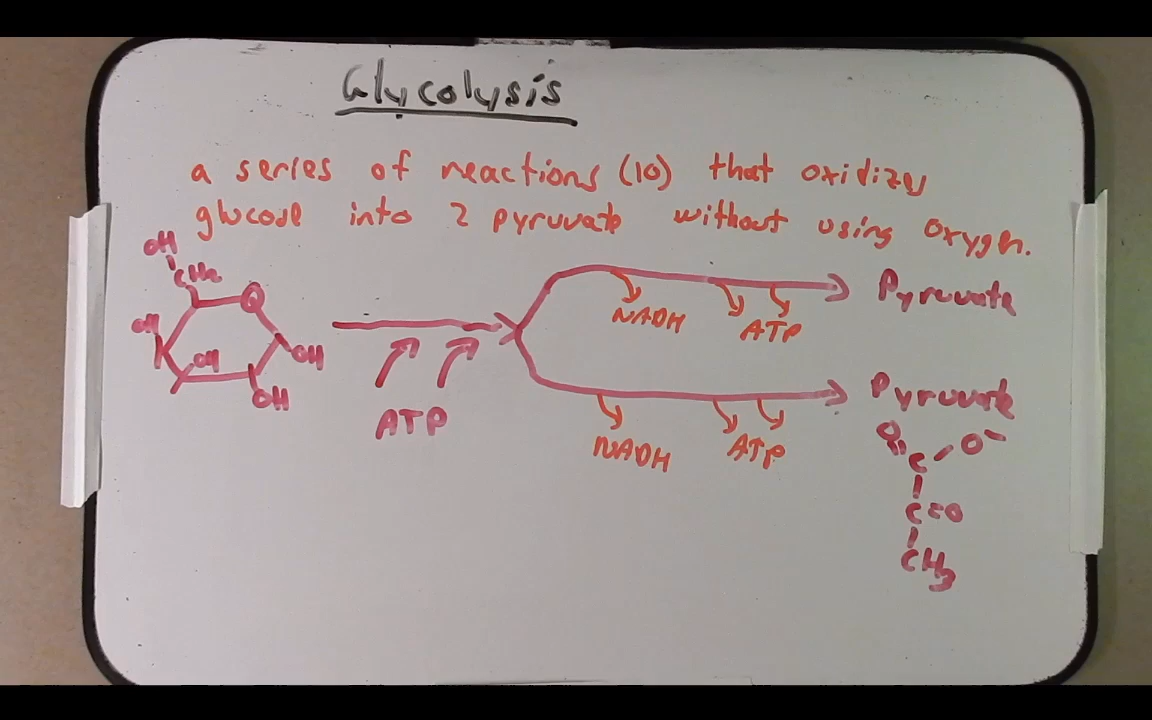 Glycolysis
a series of reactions (10) that oxidizes
glucose into 2 pyruvate without using oxygen.
OH
CH2
O
OH
OH
OH
OH
ATP
NADH
ATP
Pyruvate
NADH
ATP
Pyruvate
O
O-
C
C=O
CH3